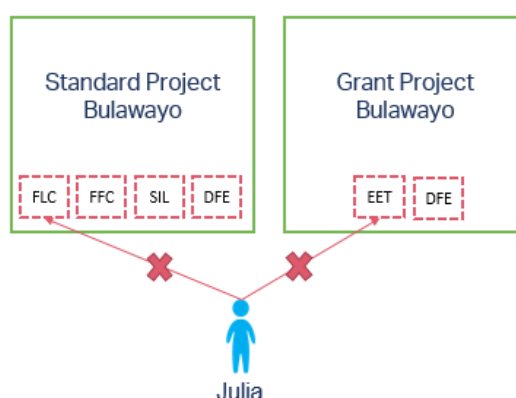 Standard Project
Bulawayo
Grant Project
Bulawayo
FLC
FFC
SIL
DFE
EET
DFE
Julia